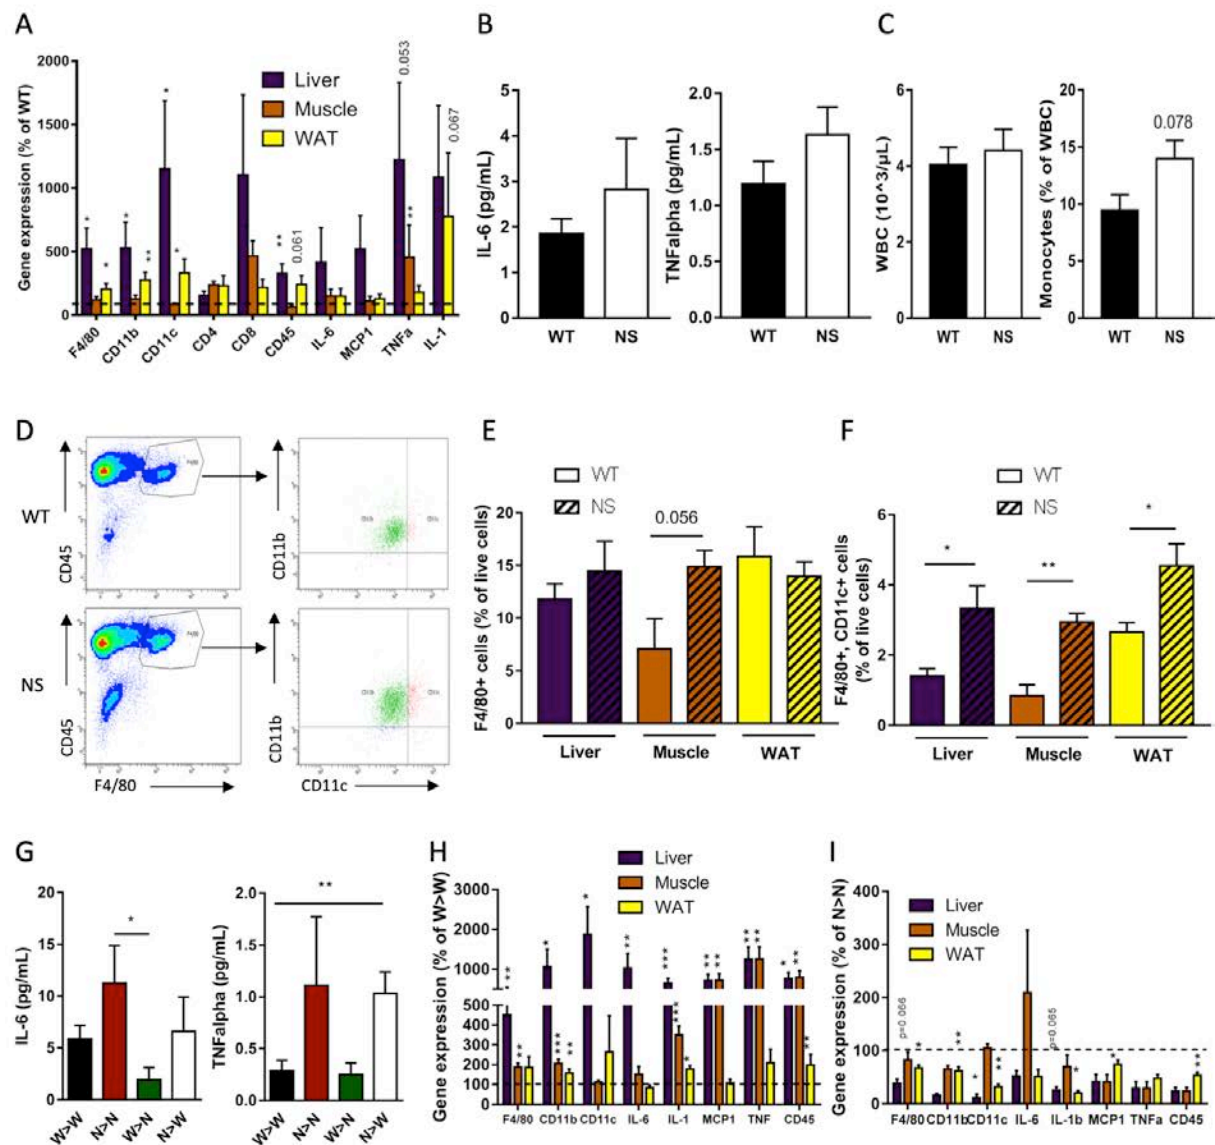 A
Gene expression (% of WT)
2000
1500
1000
500
0
Liver
Muscle
WAT
*
*
*
**
*
*
**
0.061
0.053
**
0.067
F4/80
CD11b
CD11c
CD4
CD8
CD45
IL-6
MCP1
TNFa
IL-1
B
IL-6 (pg/mL)
5
4
3
2
1
0
WT
NS
TNFalpha (pg/mL)
2.0
1.5
1.0
0.5
0.0
WT
NS
C
WBC (10^3/µL)
6
4
2
0
WT
NS
Monocytes (% of WBC)
20
15
10
5
0
0.078
WT
NS
D
WT
CD45
CD11b
NS
CD45
CD11b
F4/80
CD11c
E
WT
NS
F4/80+ cells (% of live cells)
20
15
10
5
0
0.056
Liver
Muscle
WAT
F
WT
NS
F4/80+, CD11c+ cells
(% of live cells)
6
4
2
0
*
**
*
Liver
Muscle
WAT
G
IL-6 (pg/mL)
20
15
10
5
0
*
W>W
N>N
W>N
N>W
TNFalpha (pg/mL)
2.0
1.5
1.0
0.5
0.0
**
W>W
N>N
W>N
N>W
H
Liver
Muscle
WAT
Gene expression (% of W>W)
3000
2000
1000
500
400
300
200
100
0
F4/80
CD11b
CD11c
IL-6
IL-1
MCP1
TNF
CD45
I
Liver
Muscle
WAT
Gene expression (% of N>N)
400
300
200
100
0
p=0.066
*
**
*
**
p=0.065
*
*
**
F4/80
CD11b
CD11c
IL-6
IL-1b
MCP1
TNFa
CD45